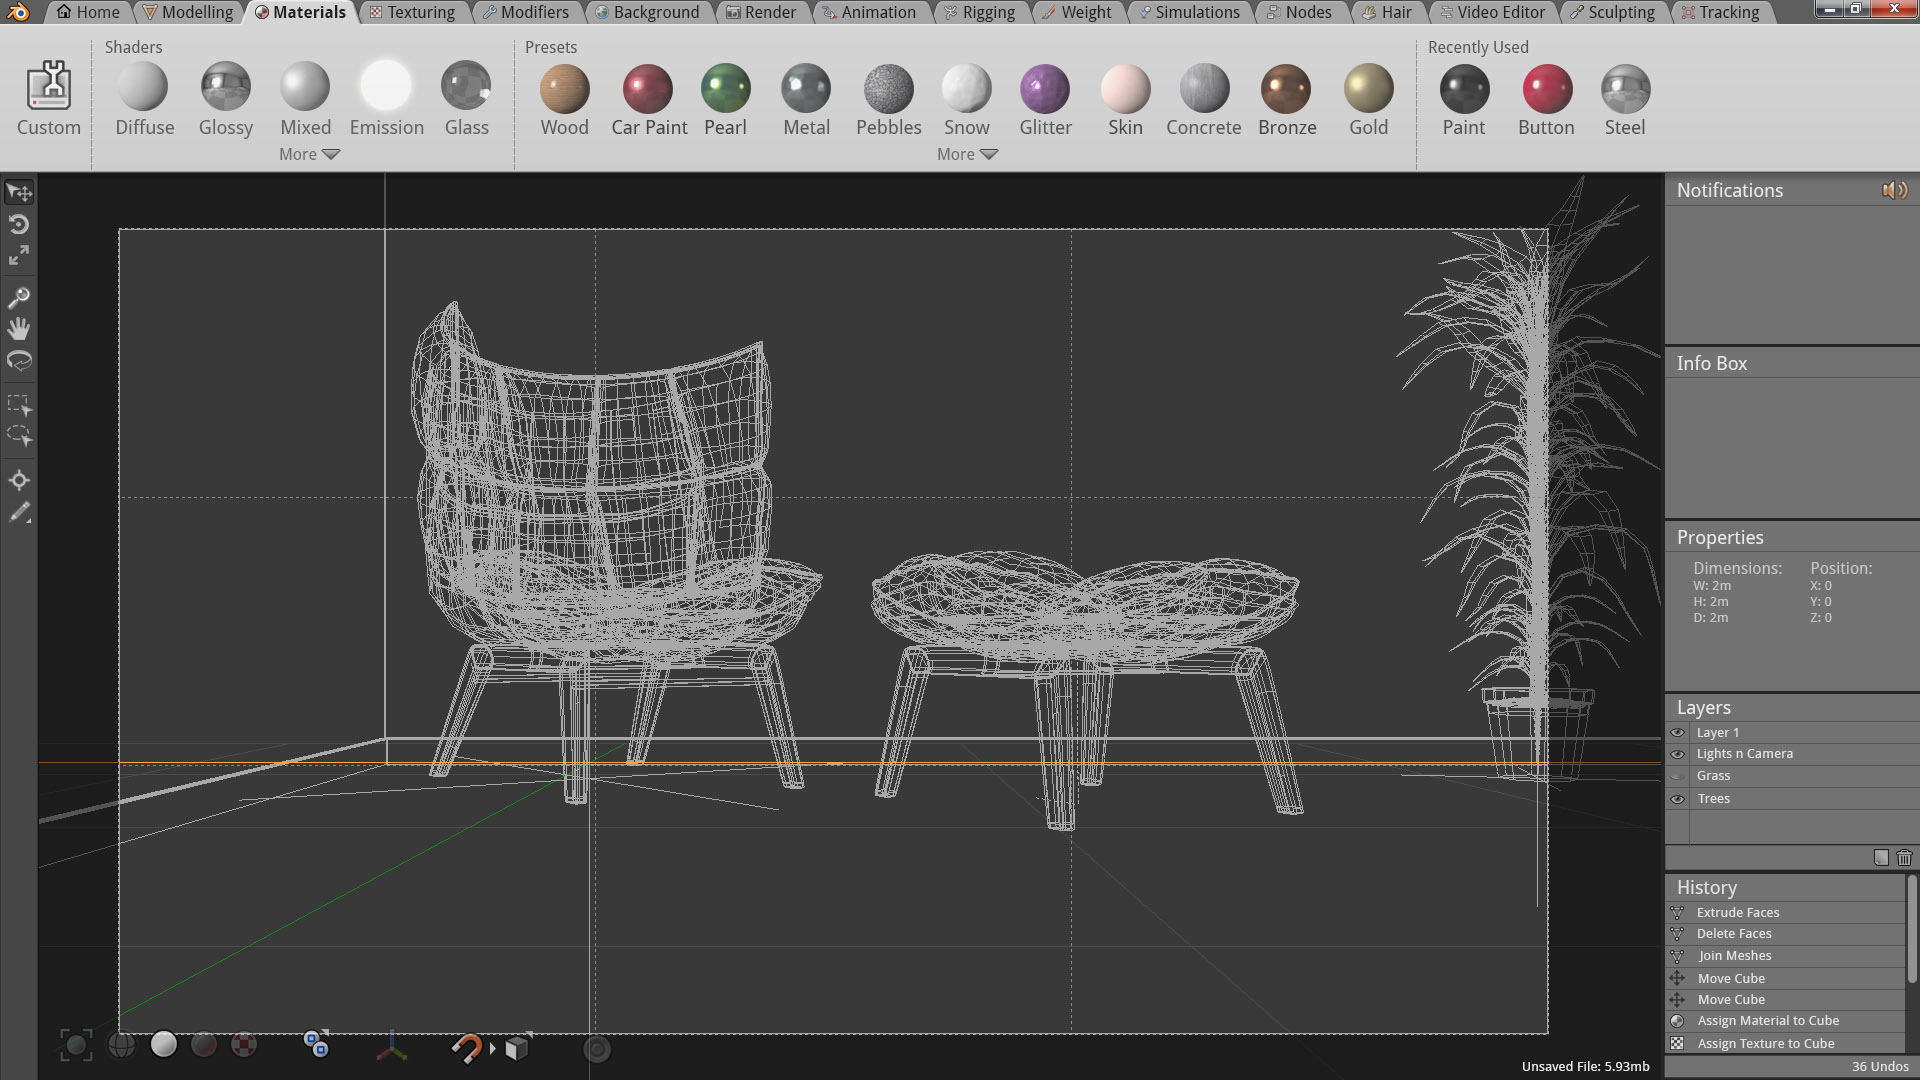 Home Modelling Materials Texturing Modifiers Background Render Animation Rigging Weight Simulations Nodes Hair Video Editor Sculpting Tracking
Shaders
Custom
Diffuse Glossy Mixed Emission Glass
More
Presets
Wood Car Paint Pearl Metal Pebbles Snow Glitter Skin Concrete Bronze Gold
More
Recently Used
Paint Button Steel
Notifications
Info Box
Properties
Dimensions: Position:
W: 2m X: 0
H: 2m Y: 0
D: 2m Z: 0
Layers
Layer 1
Lights n Camera
Grass
Trees
History
Extrude Faces
Delete Faces
Join Meshes
Move Cube
Move Cube
Assign Material to Cube
Assign Texture to Cube
Unsaved File: 5.93mb
36 Undos